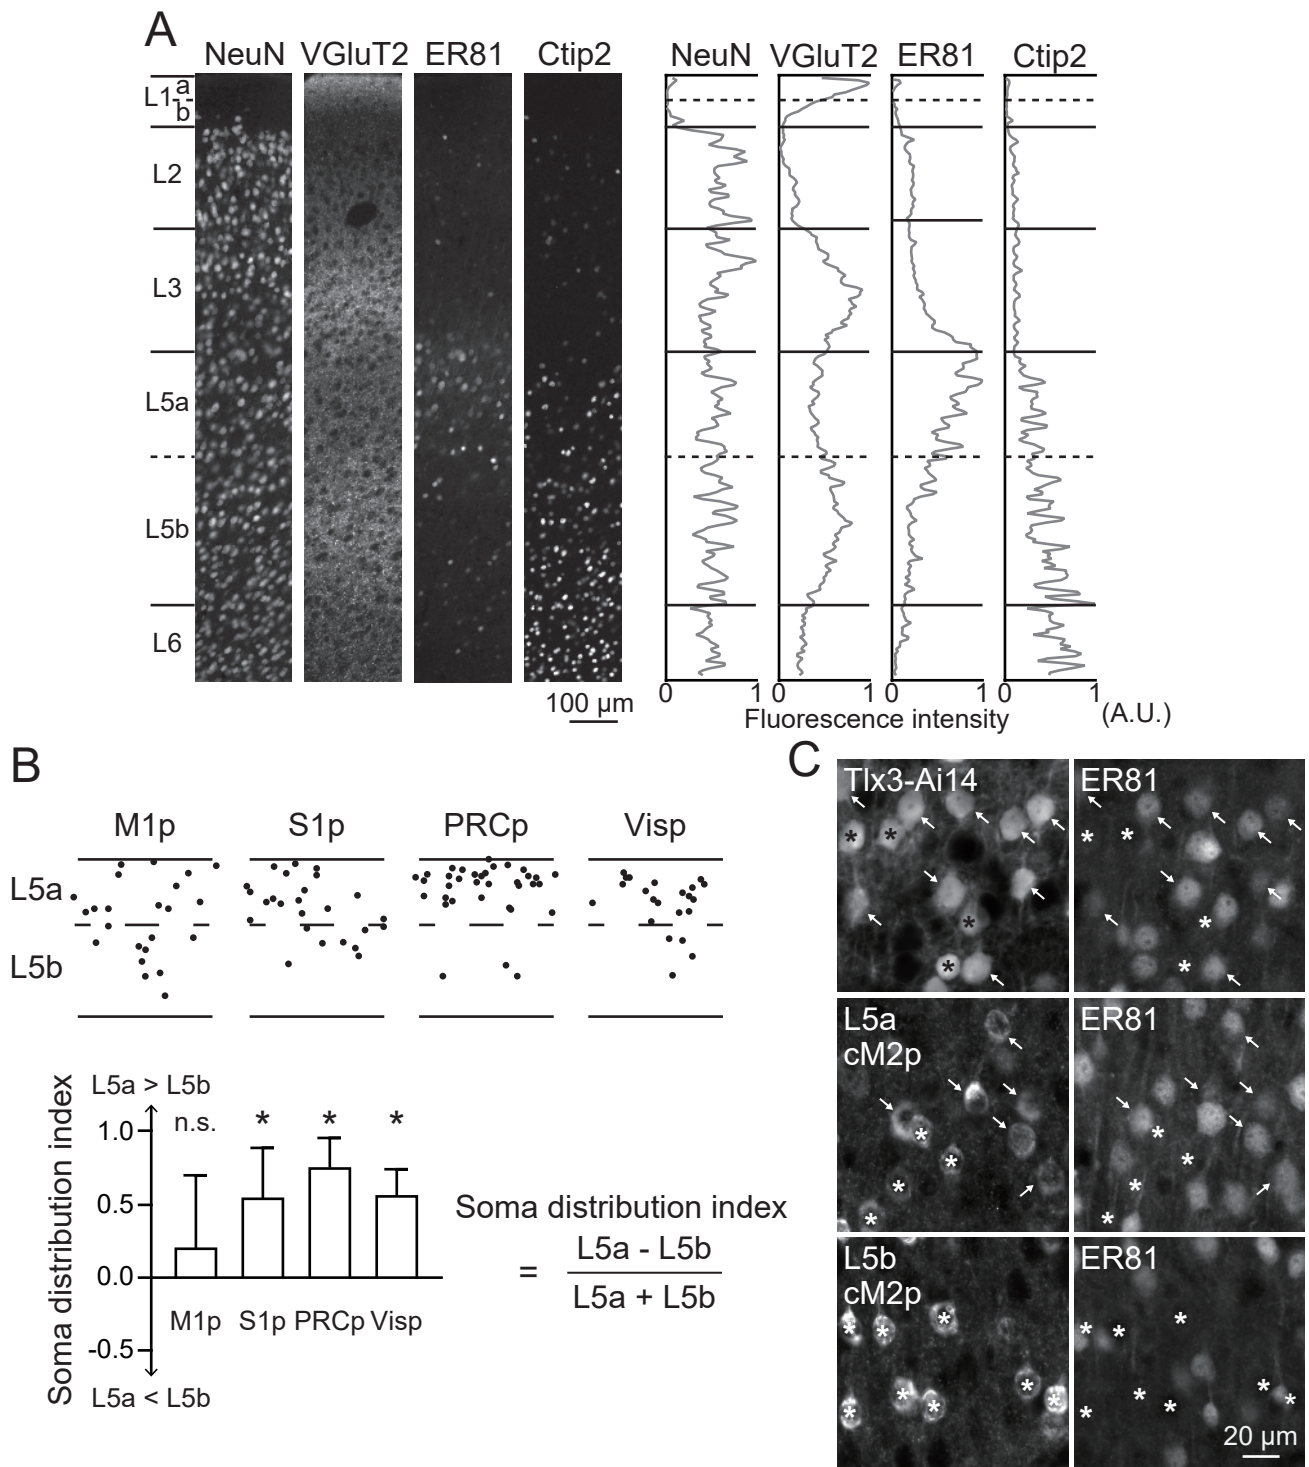 A
NeuN VGluT2 ER81 Ctip2 NeuN VGluT2 ER81 Ctip2
L1 a
b
L2
L3
L5a
L5b
L6
100 µm
0 1 0 1 0 1 0 1
Fluorescence intensity (A.U.)
B
M1p S1p PRCp Visp
L5a
L5b
Soma distribution index
L5a > L5b
n.s. * * *
1.0
0.5
0.0
-0.5
M1p S1p PRCp Visp
L5a < L5b
Soma distribution index
= L5a - L5b
L5a + L5b
C
Tlx3-Ai14 ER81
L5a
cM2p
ER81
L5b
cM2p
ER81
20 µm